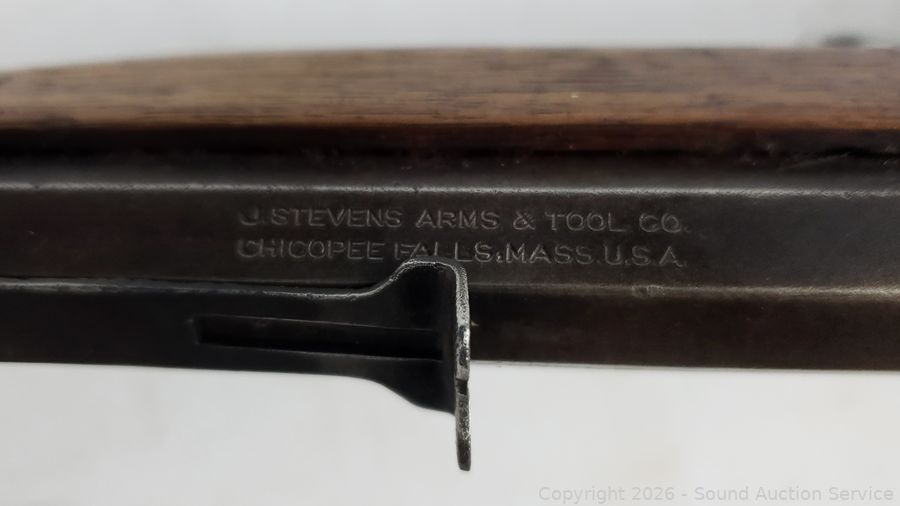 J. STEVENS ARMS & TOOL CO.
CHICOPEE FALLS, MASS. U.S.A.
Copyright 2026 - Sound Auction Service